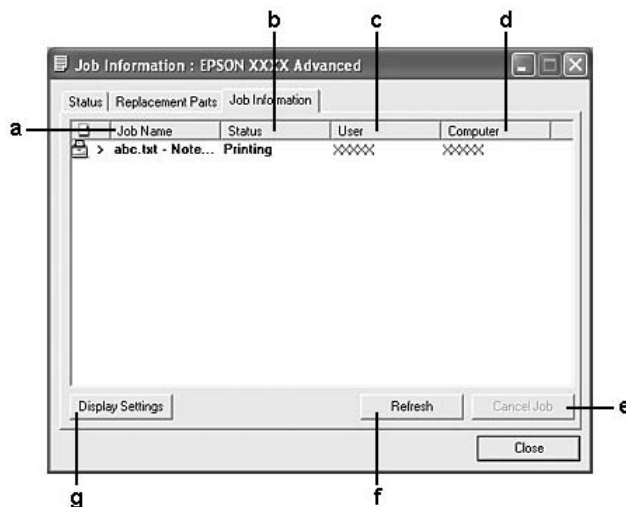 b c d
Job Information : EPSON XXXX Advanced
Status Replacement Parts Job Information
a
Job Name Status User Computer
> abc.txt - Note... Printing XXXXX XXXXX
Display Settings Refresh Cancel Job
e
Close
g f